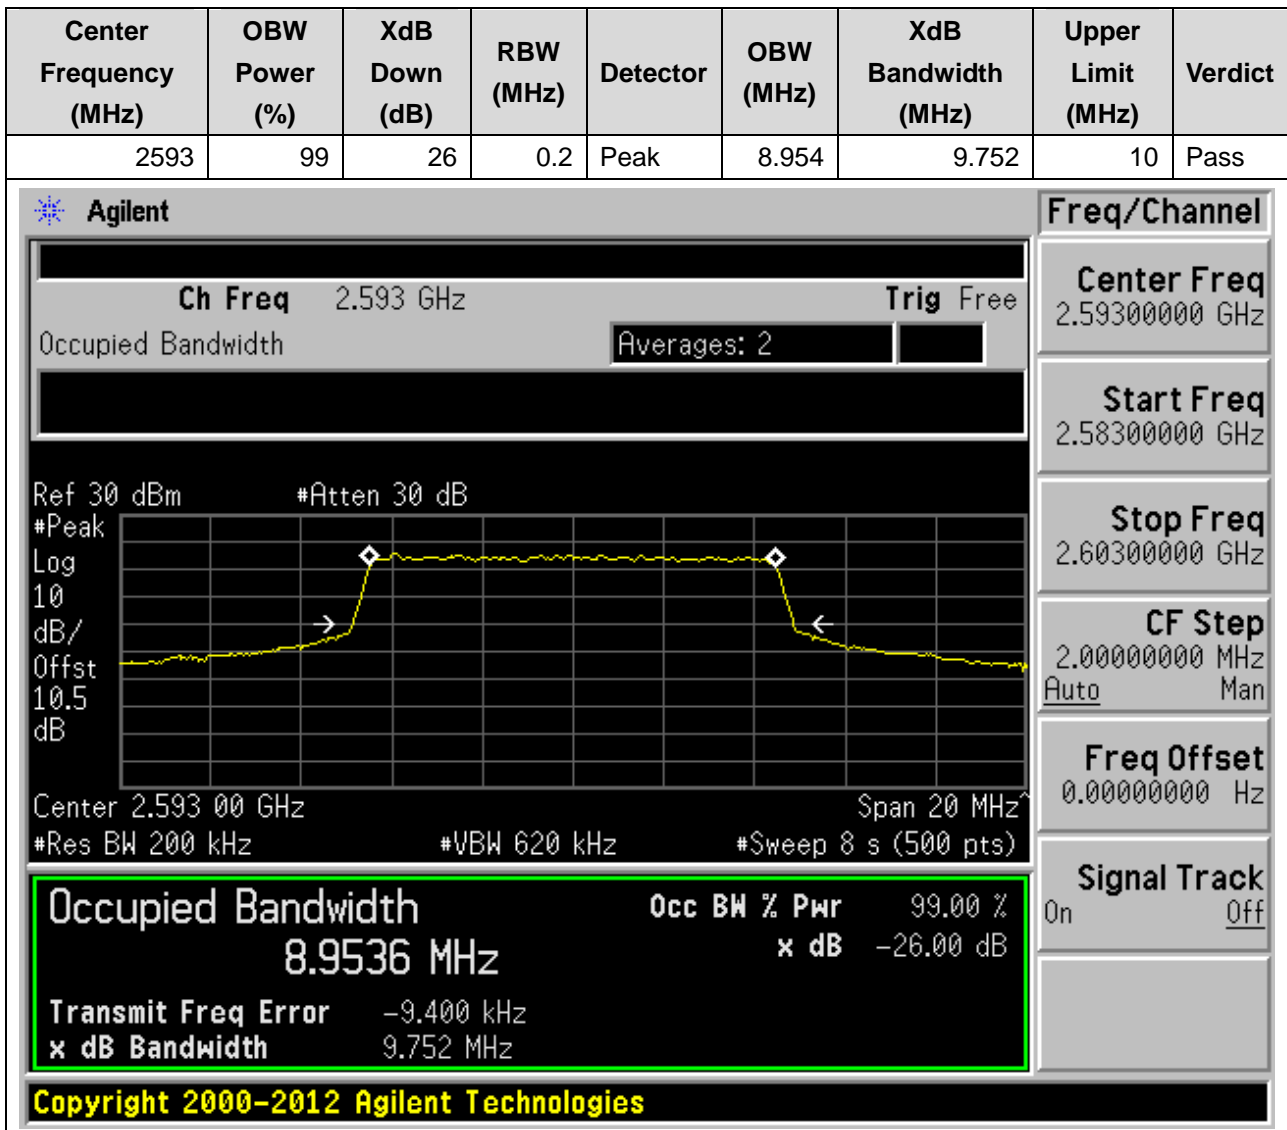 Center Frequency (MHz) OBW Power (%) XdB Down (dB) RBW (MHz) Detector OBW (MHz) XdB Bandwidth (MHz) Upper Limit (MHz) Verdict
2593 99 26 0.2 Peak 8.954 9.752 10 Pass
Agilent
Freq/Channel
Ch Freq 2.593 GHz Trig Free
Occupied Bandwidth Averages: 2
Center Freq
2.59300000 GHz
Start Freq
2.58300000 GHz
Stop Freq
2.60300000 GHz
CF Step
2.00000000 MHz
Auto Man
Freq Offset
0.00000000 Hz
Signal Track
On Off
Ref 30 dBm #Atten 30 dB
#Peak
Log
10
dB/
Offst
10.5
dB
Center 2.593 00 GHz Span 20 MHz^
#Res BW 200 kHz #VBW 620 kHz #Sweep 8 s (500 pts)
Occupied Bandwidth Occ BW % Pwr 99.00 %
8.9536 MHz x dB -26.00 dB
Transmit Freq Error -9.400 kHz
x dB Bandwidth 9.752 MHz
Copyright 2000-2012 Agilent Technologies